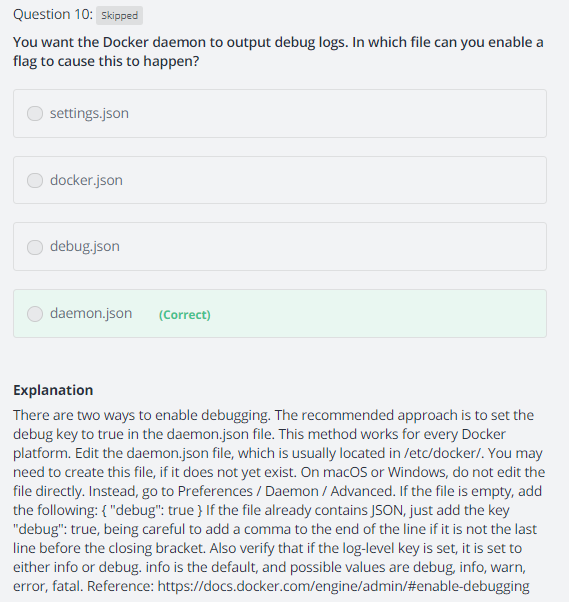 Question 10: Skipped
You want the Docker daemon to output debug logs. In which file can you enable a
flag to cause this to happen?
settings.json
docker.json
debug.json
daemon.json (Correct)
Explanation
There are two ways to enable debugging. The recommended approach is to set the
debug key to true in the daemon.json file. This method works for every Docker
platform. Edit the daemon.json file, which is usually located in /etc/docker/. You may
need to create this file, if it does not yet exist. On macOS or Windows, do not edit the
file directly. Instead, go to Preferences / Daemon / Advanced. If the file is empty, add
the following: { "debug": true } If the file already contains JSON, just add the key
"debug": true, being careful to add a comma to the end of the line if it is not the last
line before the closing bracket. Also verify that if the log-level key is set, it is set to
either info or debug. info is the default, and possible values are debug, info, warn,
error, fatal. Reference: https://docs.docker.com/engine/admin/#enable-debugging